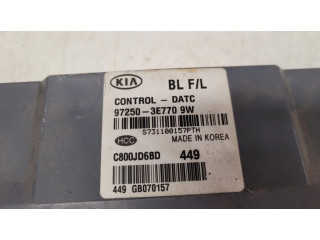 KIA BL F/L
CONTROL - DATC
97250-3E770 9W
S731100157PTH
HCC MADE IN KOREA
C800JD6BD 449
449 GB070157